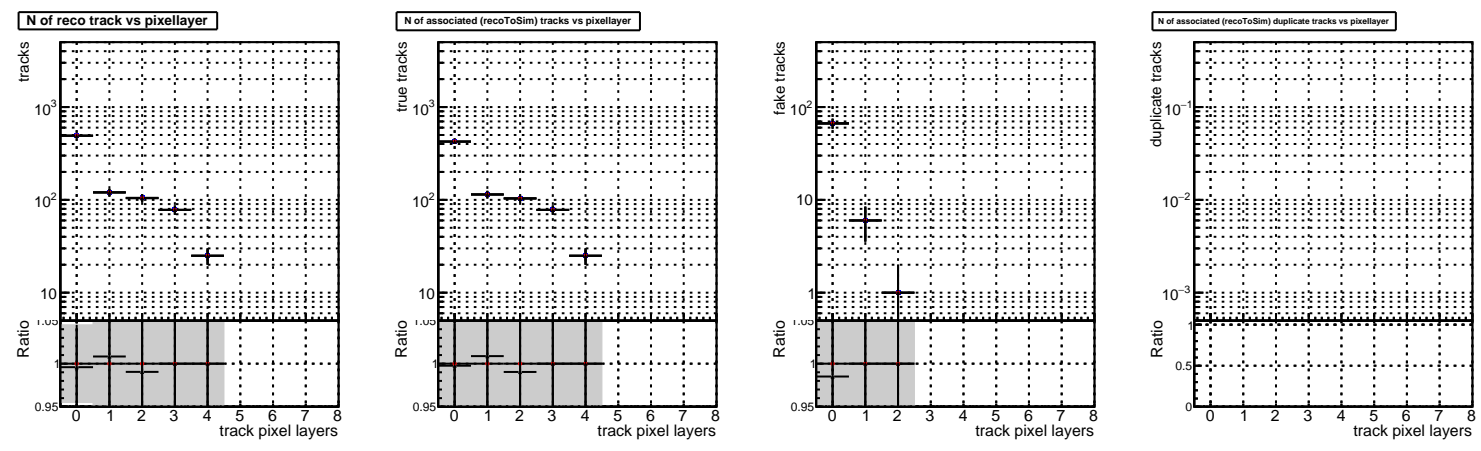 N of reco track vs pixellayer
tracks
10³
10²
10
1.05
Ratio
1
0.95
0 1 2 3 4 5 6 7 8
track pixel layers
N of associated (recoToSim) tracks vs pixellayer
true tracks
10³
10²
10
1.05
Ratio
1
0.95
0 1 2 3 4 5 6 7 8
track pixel layers
fake tracks
10²
10
1
1.05
Ratio
1
0.95
0 1 2 3 4 5 6 7 8
track pixel layers
N of associated (recoToSim) duplicate tracks vs pixellayer
duplicate tracks
10⁻¹
10⁻²
10⁻³
Ratio
1
0.5
0
0 1 2 3 4 5 6 7 8
track pixel layers